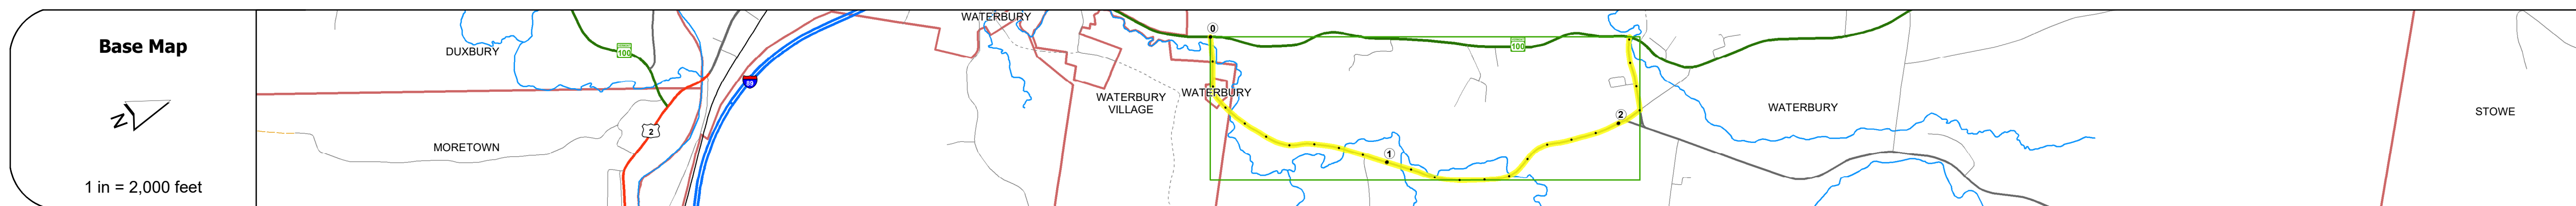 Base Map
N
1 in = 2,000 feet
DUXBURY
100
MORETOWN
2
89
WATERBURY
WATERBURY
VILLAGE
WATERBURY
0
1
2
100
WATERBURY
STOWE